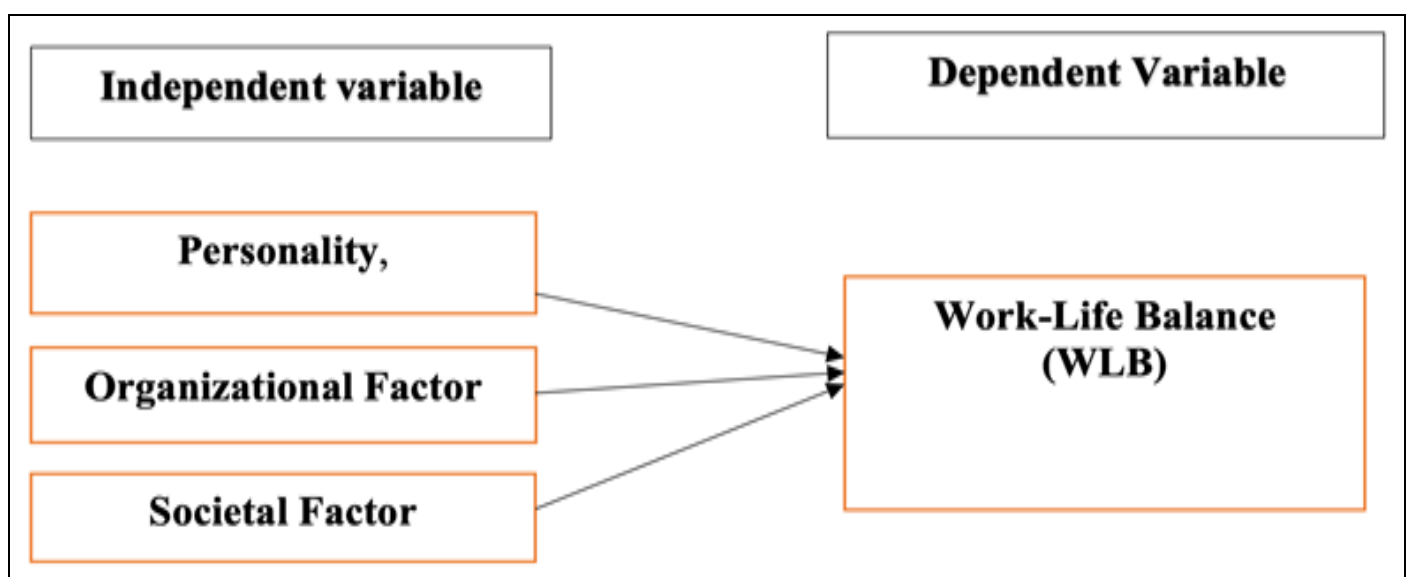 Independent variable
Dependent Variable
Personality,
Organizational Factor
Societal Factor
Work-Life Balance
(WLB)